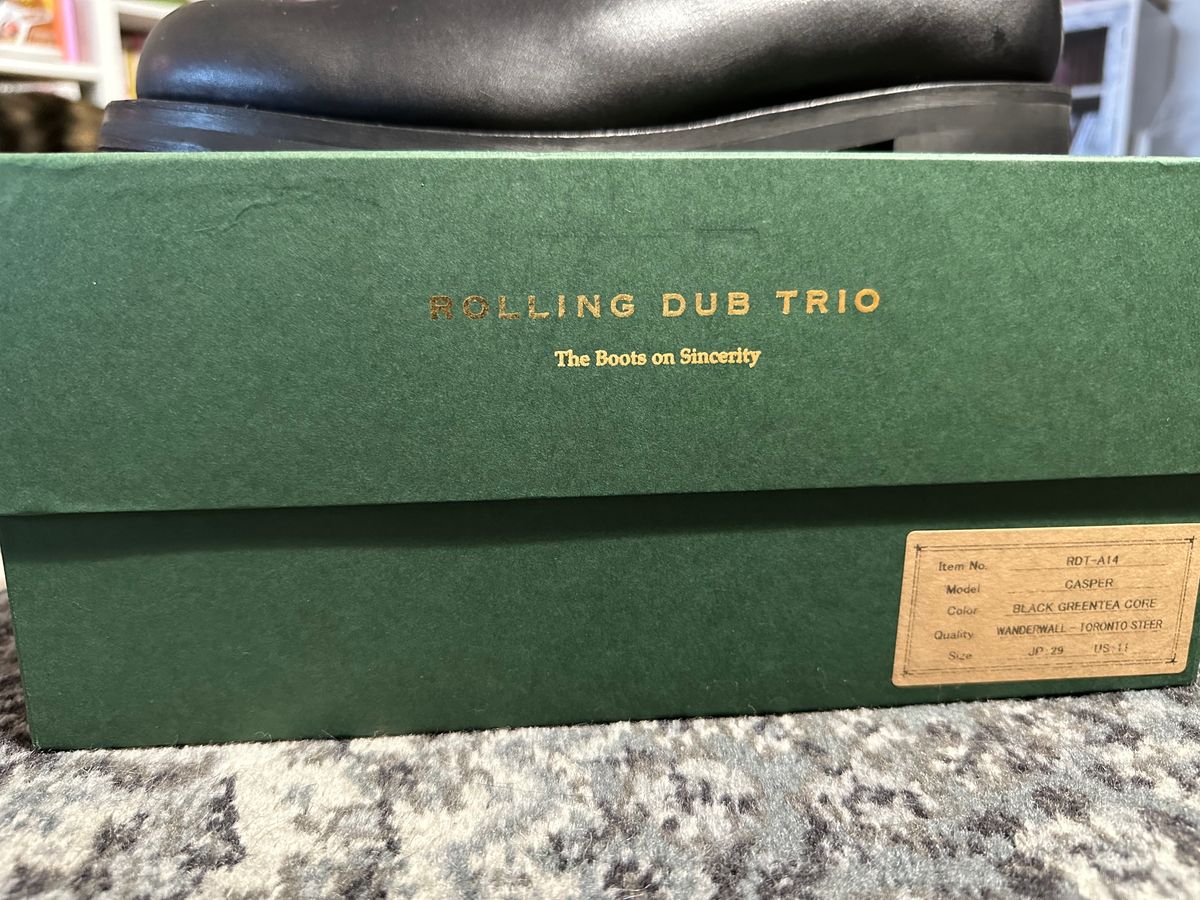 ROLLING DUB TRIO
The Boots on Sincerity
Item No. RDT-A14
Model CASPER
Color BLACK GREENTEA CORE
Quality WANDERWALL - TORONTO STEER
Size JP 29 US 11